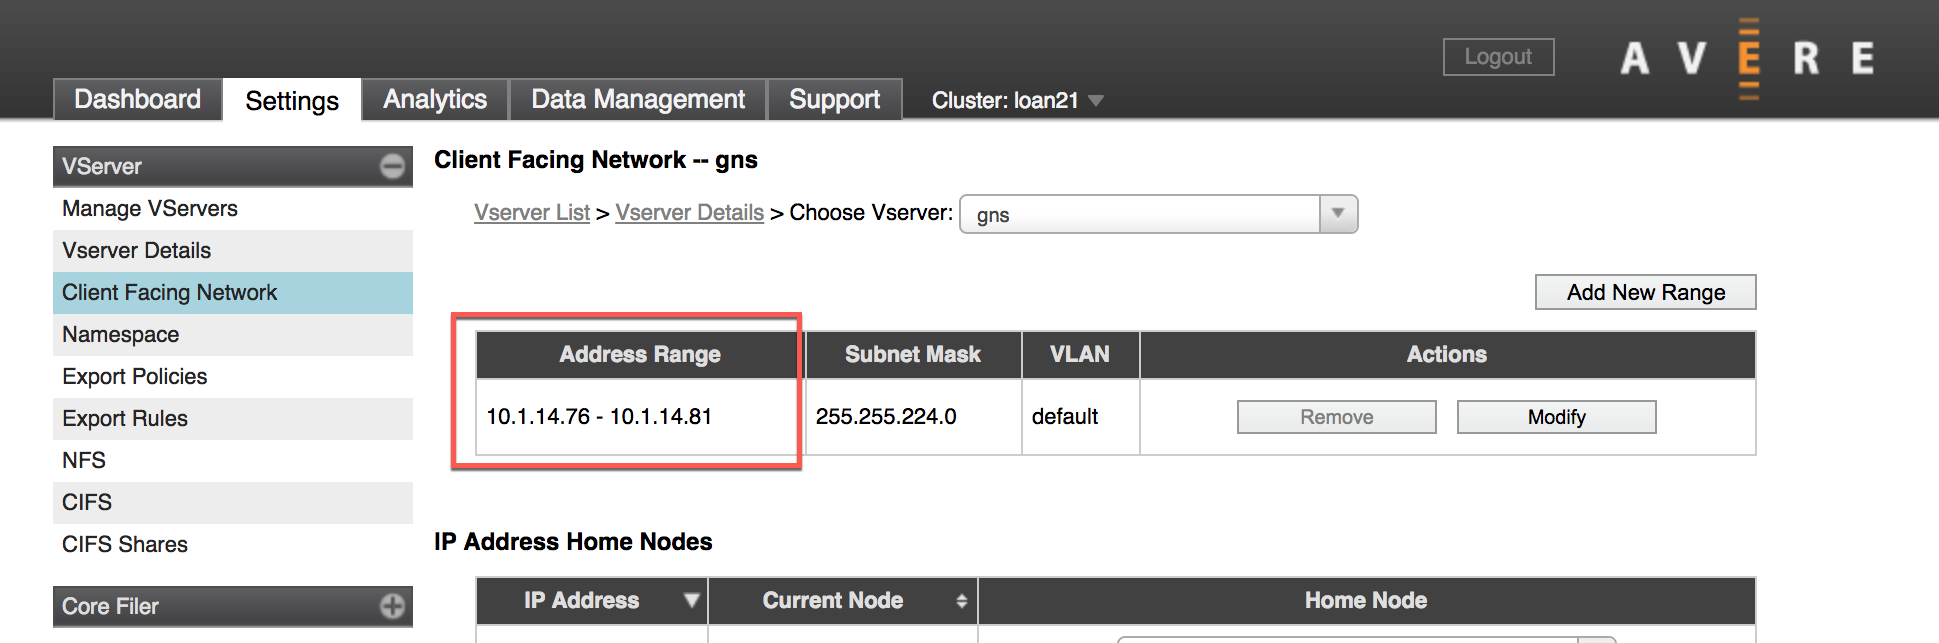 Logout
AVERE
Dashboard Settings Analytics Data Management Support Cluster: loan21
VServer
Manage VServers
Vserver Details
Client Facing Network
Namespace
Export Policies
Export Rules
NFS
CIFS
CIFS Shares
Core Filer
Client Facing Network -- gns
Vserver List > Vserver Details > Choose Vserver: gns
Add New Range
Address Range Subnet Mask VLAN Actions
10.1.14.76 - 10.1.14.81 255.255.224.0 default Remove Modify
IP Address Home Nodes
IP Address Current Node Home Node